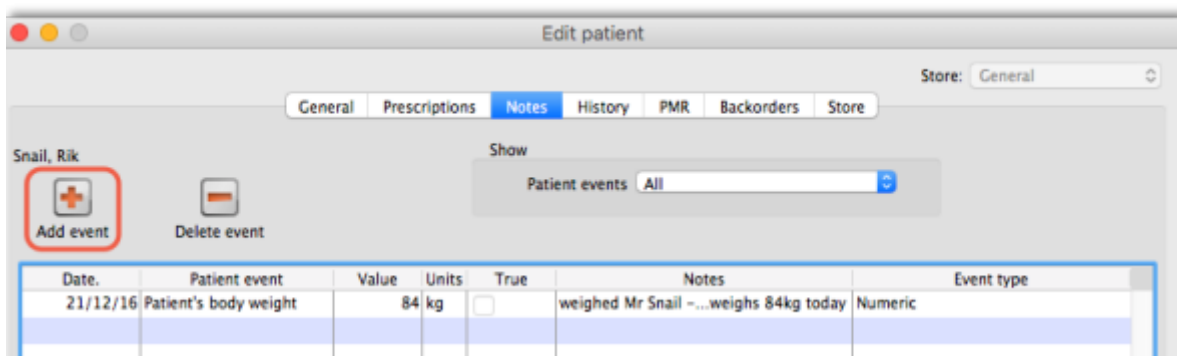 Edit patient
Store: General
General Prescriptions Notes History PMR Backorders Store
Snail, Rik
Show
Patient events All
Add event Delete event
Date. Patient event Value Units True Notes Event type
21/12/16 Patient's body weight 84 kg weighed Mr Snail -...weighs 84kg today Numeric